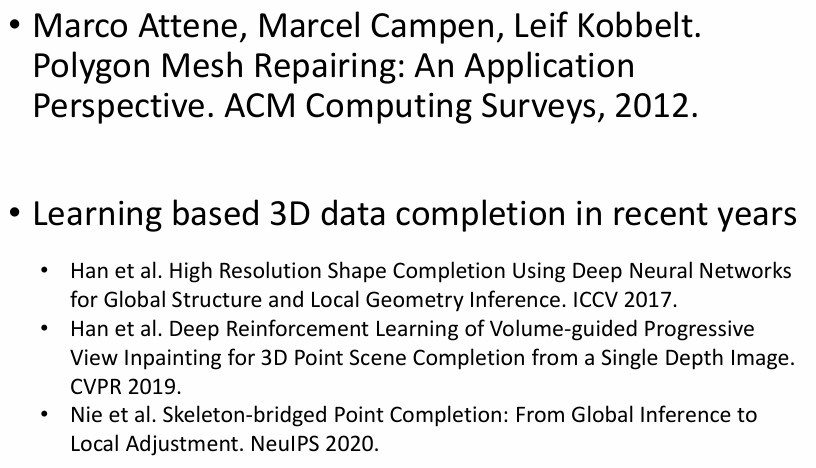 • Marco Attene, Marcel Campen, Leif Kobbelt.
Polygon Mesh Repairing: An Application
Perspective. ACM Computing Surveys, 2012.
• Learning based 3D data completion in recent years
• Han et al. High Resolution Shape Completion Using Deep Neural Networks
for Global Structure and Local Geometry Inference. ICCV 2017.
• Han et al. Deep Reinforcement Learning of Volume-guided Progressive
View Inpainting for 3D Point Scene Completion from a Single Depth Image.
CVPR 2019.
• Nie et al. Skeleton-bridged Point Completion: From Global Inference to
Local Adjustment. NeuIPS 2020.